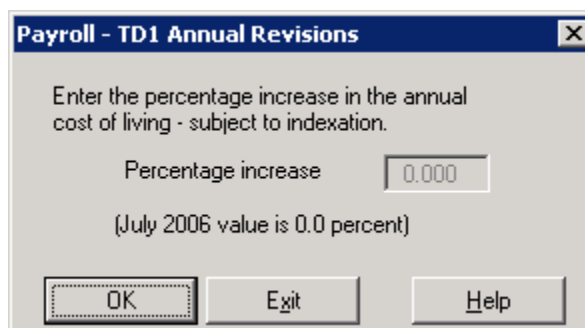 Payroll - TD1 Annual Revisions
Enter the percentage increase in the annual
cost of living - subject to indexation.
Percentage increase 0.000
(July 2006 value is 0.0 percent)
OK Exit Help